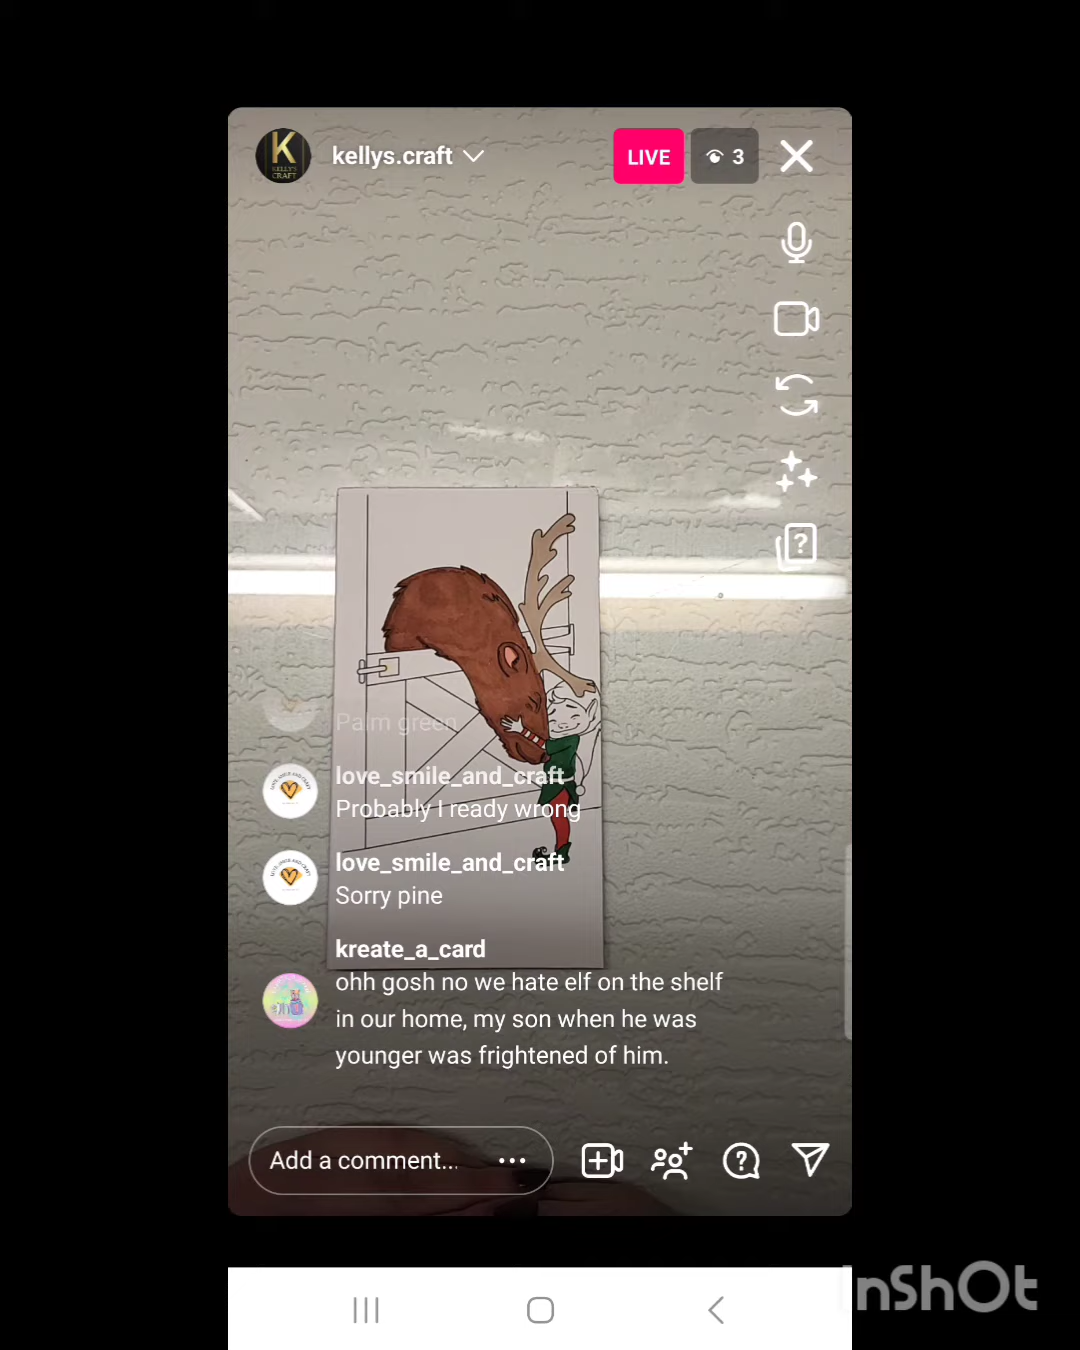 K
KELLY'S
CRAFT
kellys.craft
LIVE
3
Palm green
love_smile_and_craft
Probably I ready wrong
love_smile_and_craft
Sorry pine
kreate_a_card
ohh gosh no we hate elf on the shelf
in our home, my son when he was
younger was frightened of him.
Add a comment...
InShOt